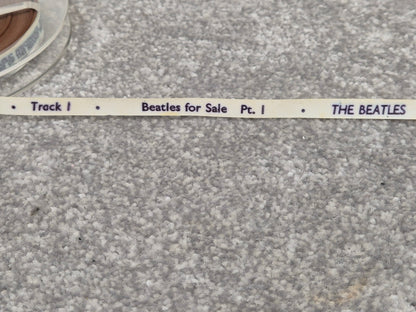 • Track 1 • Beatles for Sale Pt. 1 • THE BEATLES